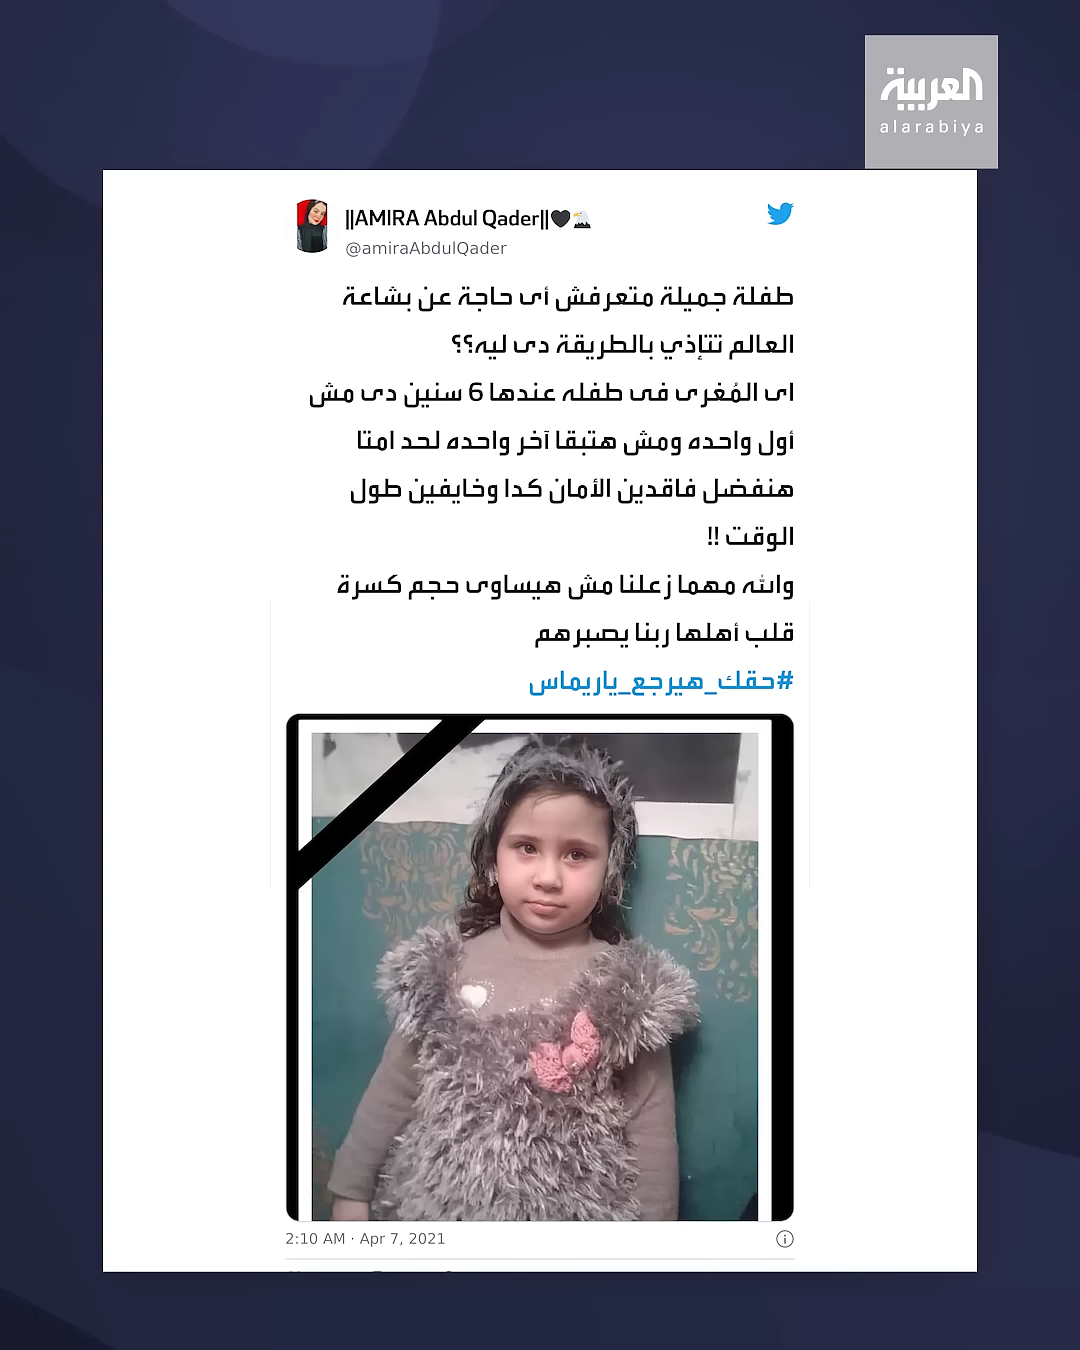 العربية
alarabiya
||AMIRA Abdul Qader||🖤🦅
@amiraAbdulQader
طفلة جميلة متعرفش أى حاجة عن بشاعة
العالم تتإذي بالطريقة دى ليه؟؟
اى المُغرى فى طفله عندها 6 سنين دى مش
أول واحده ومش هتبقا آخر واحده لحد امتا
هنفضل فاقدين الأمان كدا وخايفين طول
الوقت !!
والله مهما زعلنا مش هيساوى حجم كسرة
قلب أهلها ربنا يصبرهم
#حقك_هيرجع_ياريماس
2:10 AM · Apr 7, 2021